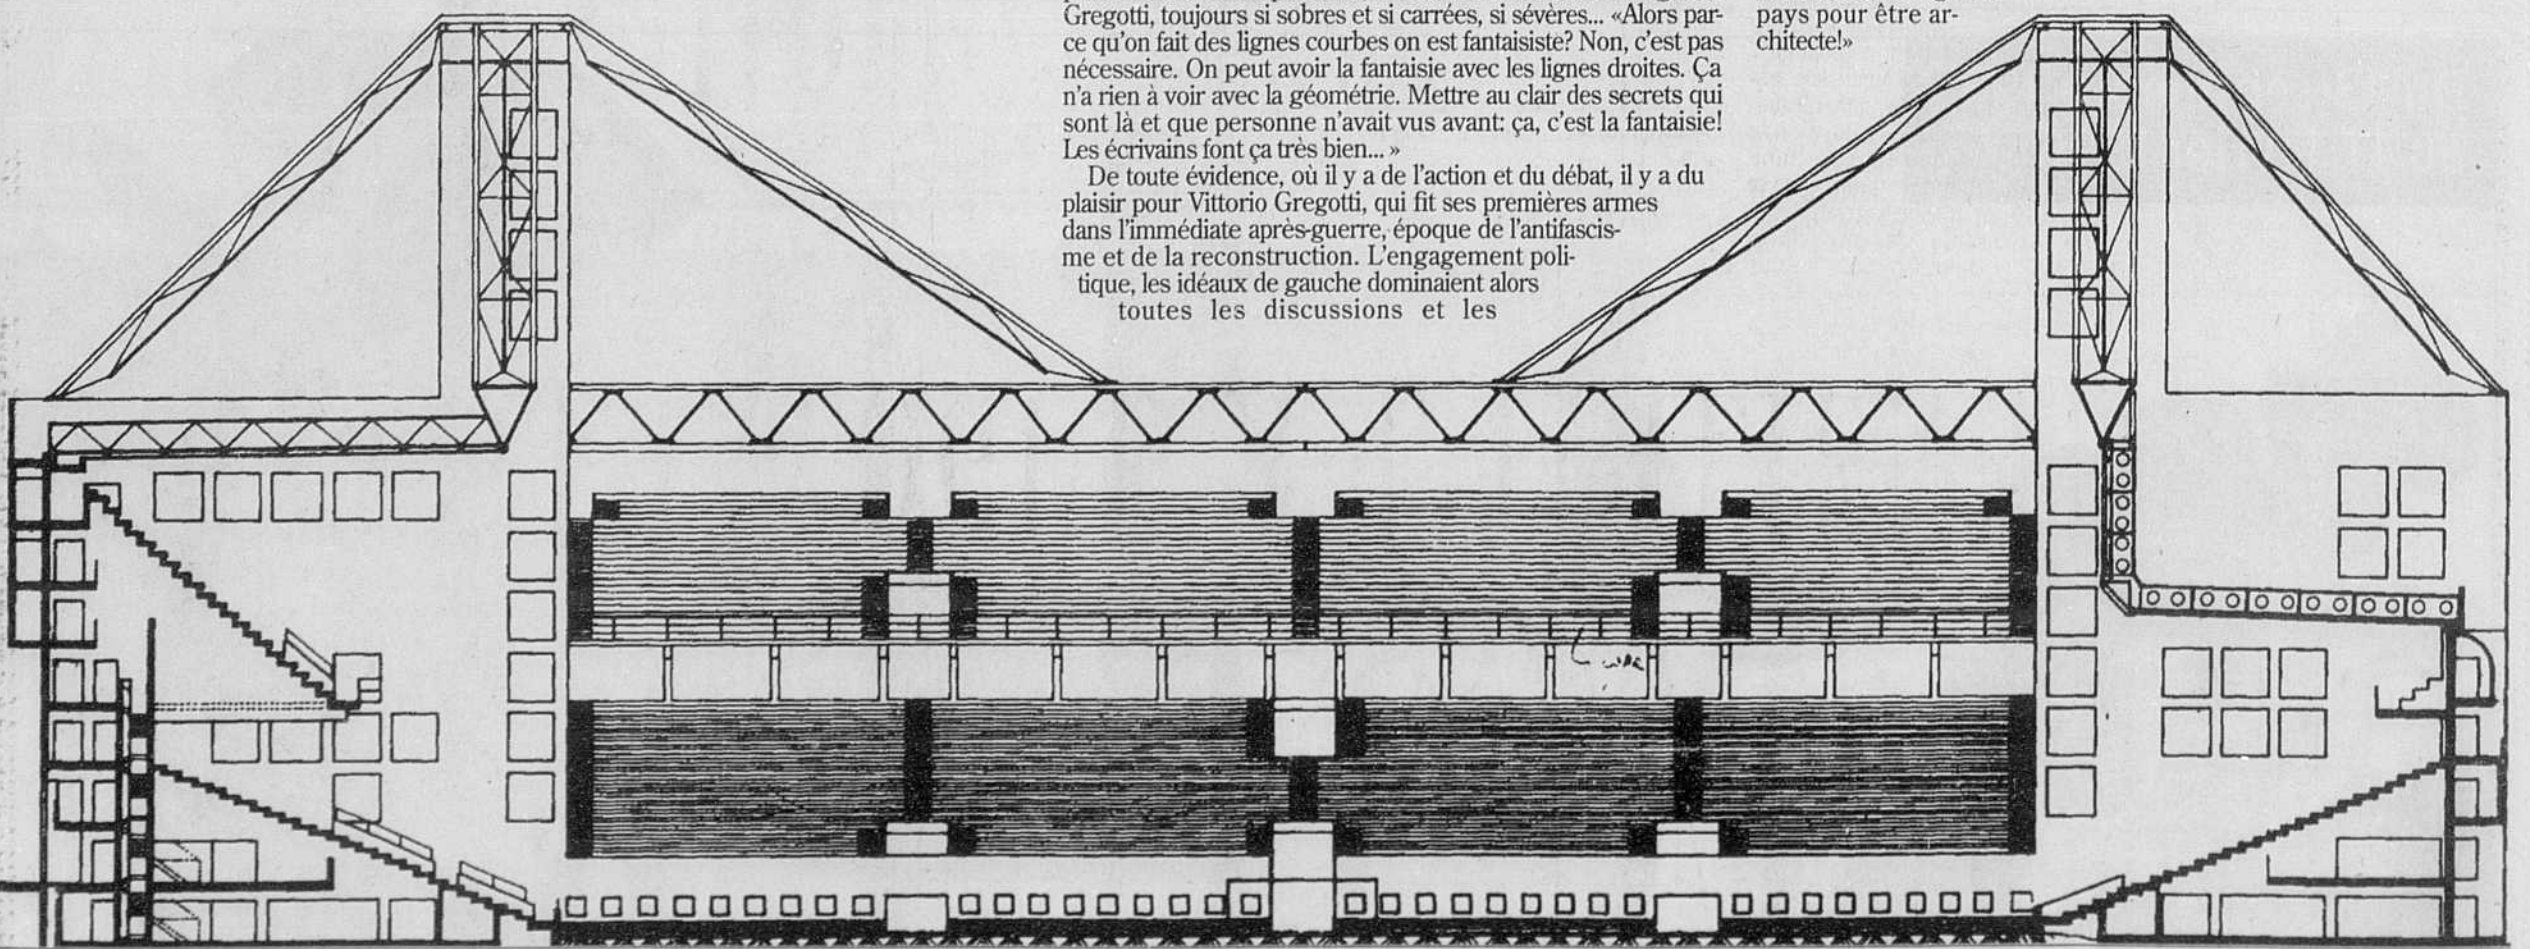 Gregotti, toujours si sobres et si carrées, si sévères... «Alors par-
ce qu'on fait des lignes courbes on est fantaisiste? Non, c'est pas
nécessaire. On peut avoir la fantaisie avec les lignes droites. Ça
n'a rien à voir avec la géométrie. Mettre au clair des secrets qui
sont là et que personne n'avait vus avant: ça, c'est la fantaisie!
Les écrivains font ça très bien... »
De toute évidence, où il y a de l'action et du débat, il y a du
plaisir pour Vittorio Gregotti, qui fit ses premières armes
dans l'immédiate après-guerre, époque de l'antifascis-
me et de la reconstruction. L'engagement poli-
tique, les idéaux de gauche dominaient alors
toutes les discussions et les
pays pour être ar-
chitecte!»